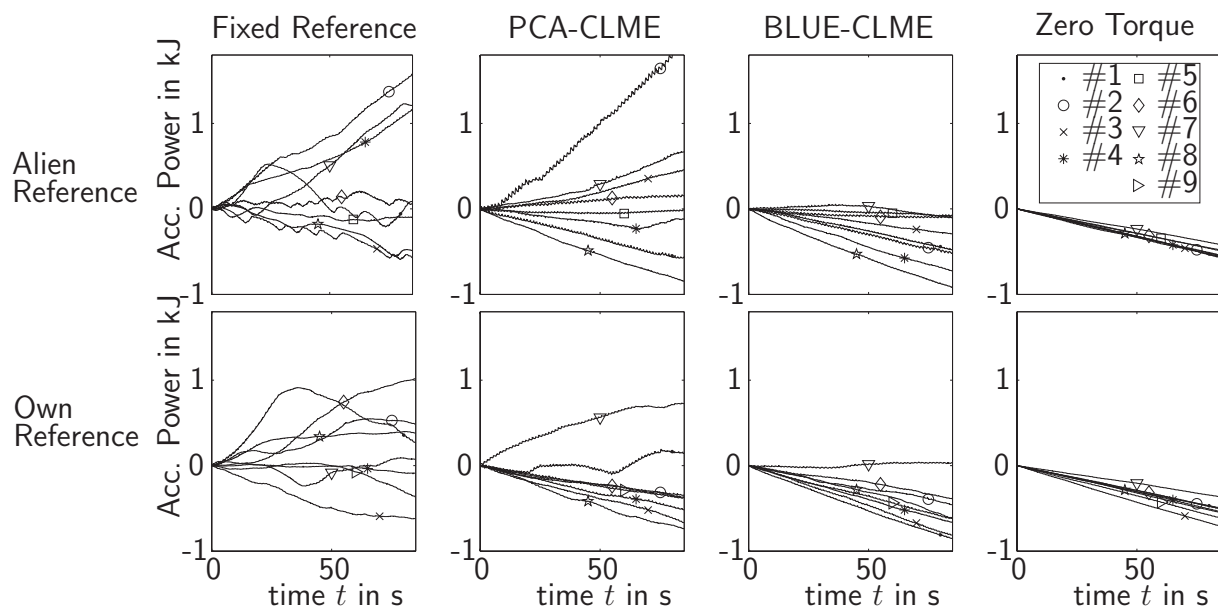 Fixed Reference
PCA-CLME
BLUE-CLME
Zero Torque
Alien
Reference
Acc. Power in kJ
1
0
-1
1
0
-1
1
0
-1
1
0
-1
#1
#2
#3
#4
#5
#6
#7
#8
#9
Own
Reference
Acc. Power in kJ
1
0
-1
0
50
time t in s
1
0
-1
0
50
time t in s
1
0
-1
0
50
time t in s
1
0
-1
0
50
time t in s